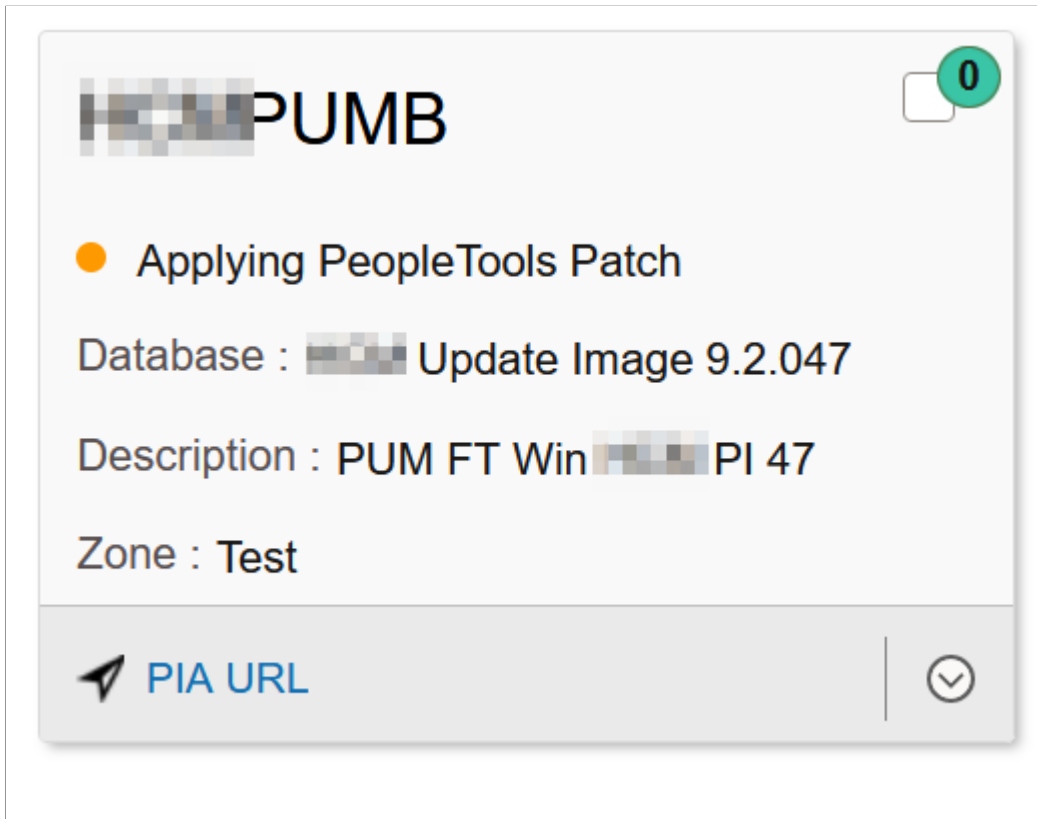 PUMB
0
Applying PeopleTools Patch
Database : Update Image 9.2.047
Description : PUM FT Win PI 47
Zone : Test
PIA URL